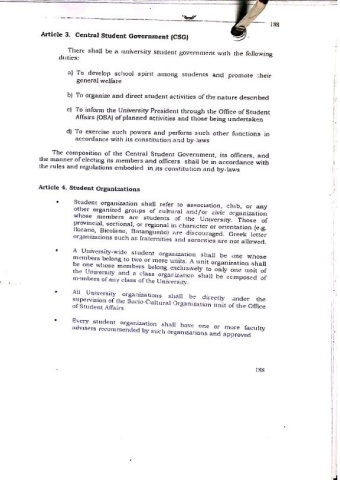 188
Article 3. Central Student Government (CSG)
There shall be a university student government with the following
duties:
a) To develop school spirit among students and promote their
general welfare
b) To organize and direct student activities of the nature described
c) To inform the University President through the Office of Student
Affairs (OSA) of planned activities and those being undertaken
d) To exercise such powers and perform such other functions in
accordance with its constitution and by-laws
The composition of the Central Student Government, its officers, and
the manner of electing its members and officers shall be in accordance with
the rules and regulations embodied in its constitution and by-laws
Article 4. Student Organizations
• Student organization shall refer to association, club, or any
other organized groups of cultural and/or civic organization
whose members are students of the University. Those of
provincial, sectional, or regional in character or orientation (e.g.
Ilocano, Bicolano, Batangueño) are discouraged. Greek letter
organizations such as fraternities and sororities are not allowed.
• A University-wide student organization shall be one whose
members belong to two or more units. A unit organization shall
be one whose members belong exclusively to only one unit of
the University and a class organization shall be composed of
members of any class of the University.
• All University organizations shall be directly under the
supervision of the Socio-Cultural Organization unit of the Office
of Student Affairs
• Every student organization shall have one or more faculty
advisers recommended by such organizations and approved
188